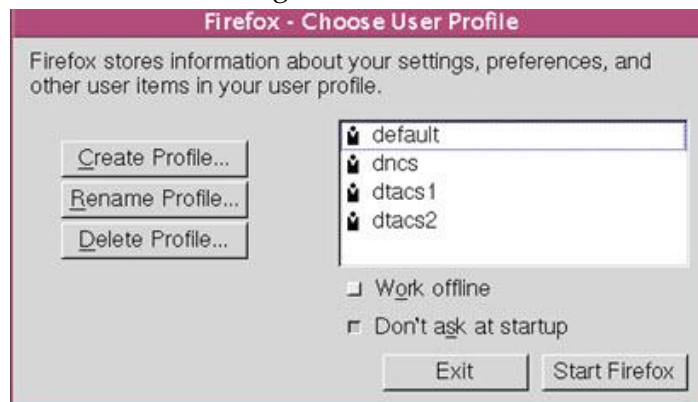 Firefox - Choose User Profile
Firefox stores information about your settings, preferences, and
other user items in your user profile.
Create Profile...
Rename Profile...
Delete Profile...
default
dncs
dtacs1
dtacs2
Work offline
Don't ask at startup
Exit
Start Firefox